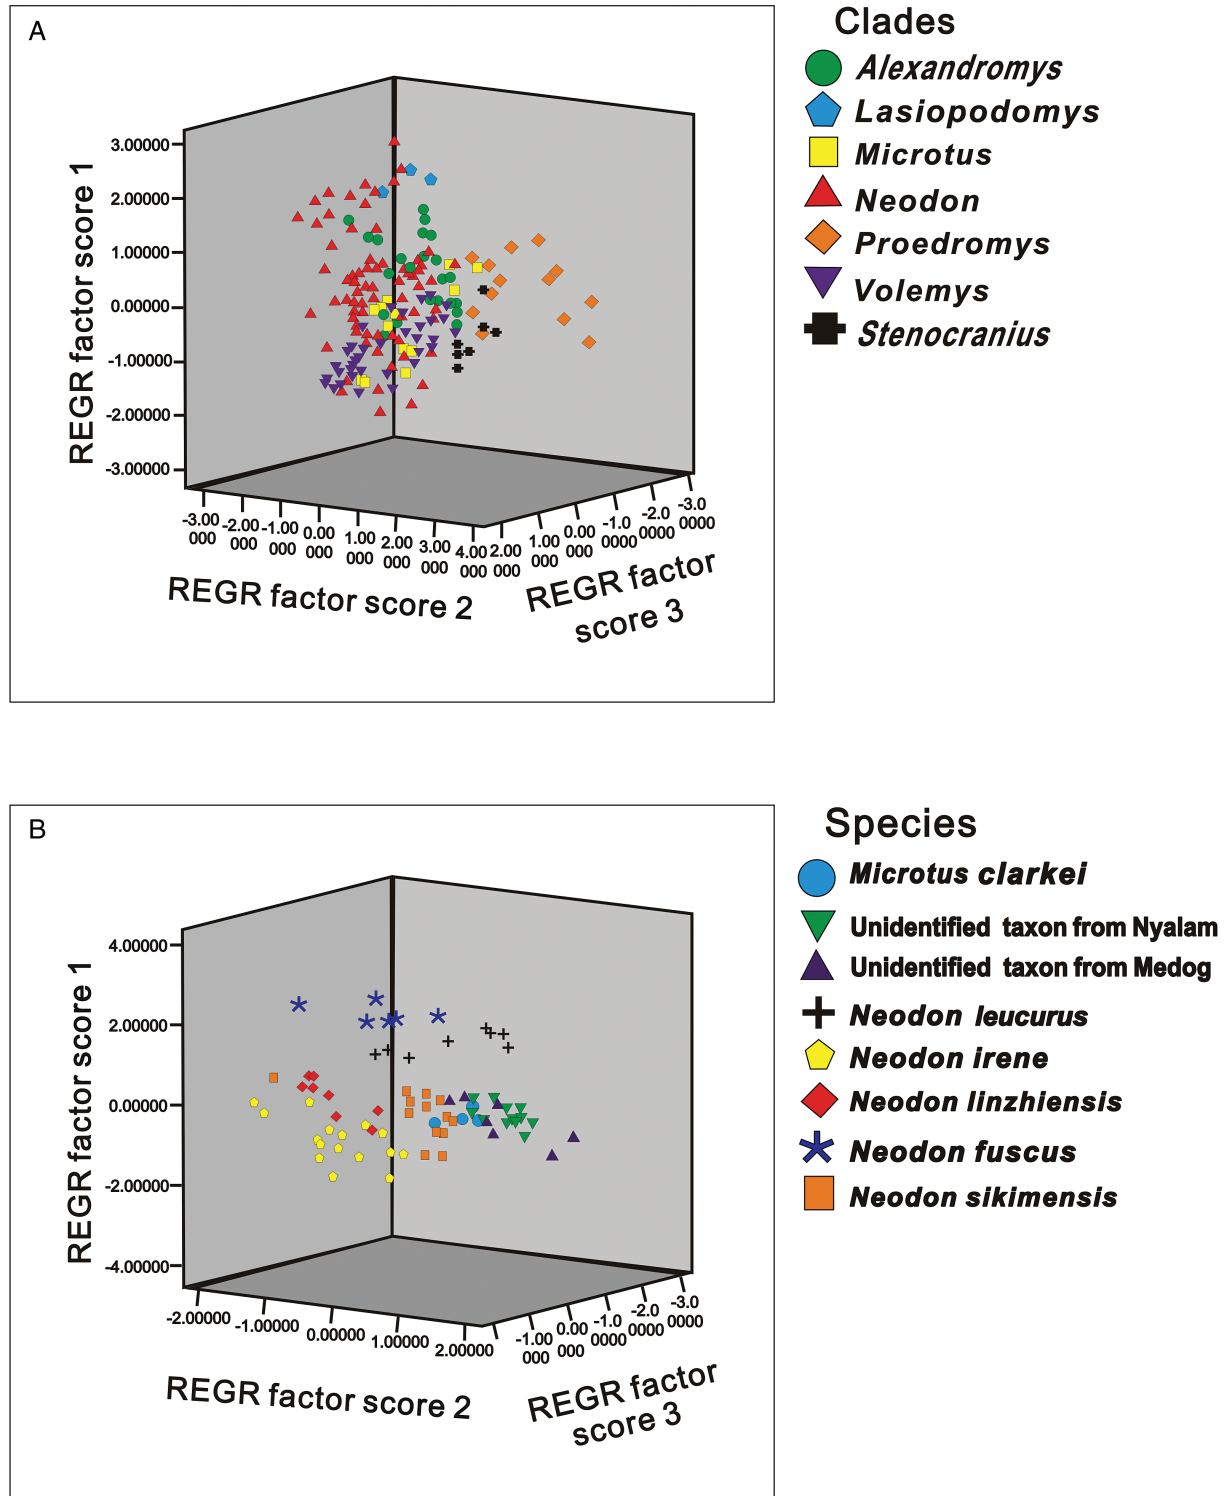 A
Clades
Alexandromys
Lasiopodomys
Microtus
Neodon
Proedromys
Volemys
Stenocranius
REGR factor score 1
3.00000
2.00000
1.00000
0.00000
-1.00000
-2.00000
-3.00000
-3.00 000
-2.00 000
-1.00 000
0.00 000
1.00 000
2.00 000
3.00 000
4.00 000
REGR factor score 2
2.00 000
1.00 000
0.00 000
-1.0 0000
-2.0 0000
-3.0 0000
REGR factor
score 3
B
Species
Microtus clarkei
Unidentified taxon from Nyalam
Unidentified taxon from Medog
Neodon leucurus
Neodon irene
Neodon linzhiensis
Neodon fuscus
Neodon sikimensis
REGR factor score 1
4.00000
2.00000
0.00000
-2.00000
-4.00000
-2.00000
-1.00000
0.00000
1.00000
2.00000
REGR factor score 2
-1.00 000
0.00 000
-1.0 0000
-2.0 0000
-3.0 0000
REGR factor
score 3